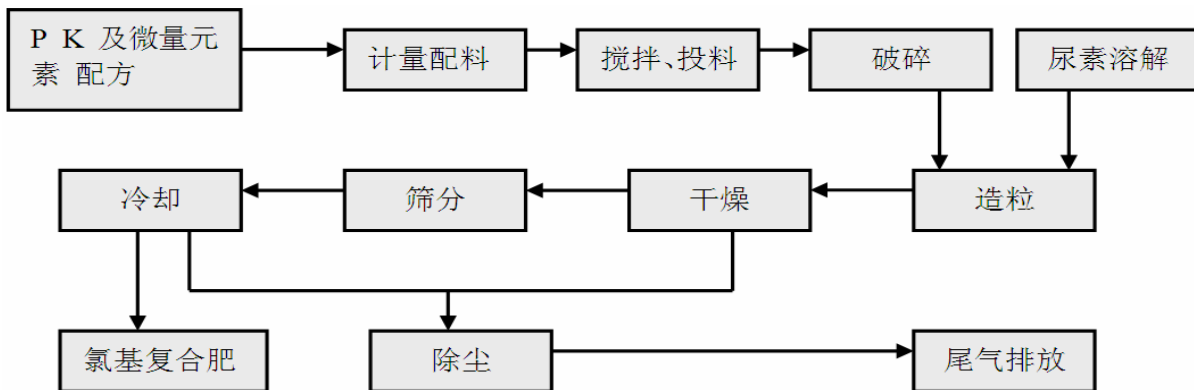 P K 及微量元
素 配方
计量配料
搅拌、投料
破碎
尿素溶解
冷却
筛分
干燥
造粒
氯基复合肥
除尘
尾气排放